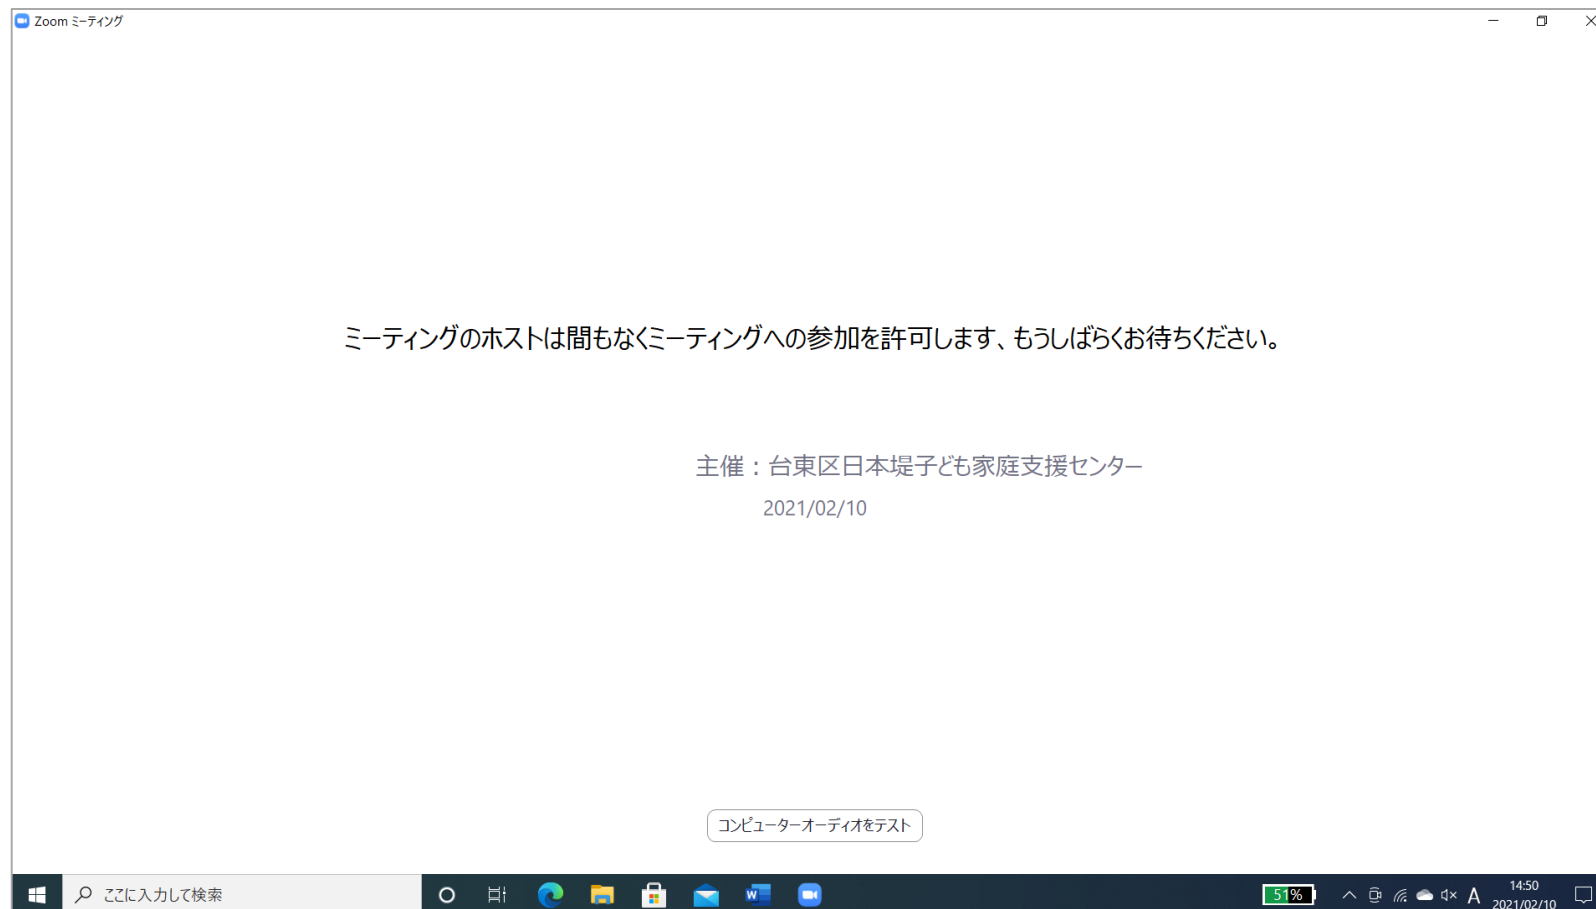 Zoom ミーティング
ミーティングのホストは間もなくミーティングへの参加を許可します、もうしばらくお待ちください。
主催：台東区日本堤子ども家庭支援センター
2021/02/10
コンピューターオーディオをテスト
ここに入力して検索
51%
A
14:50
2021/02/10